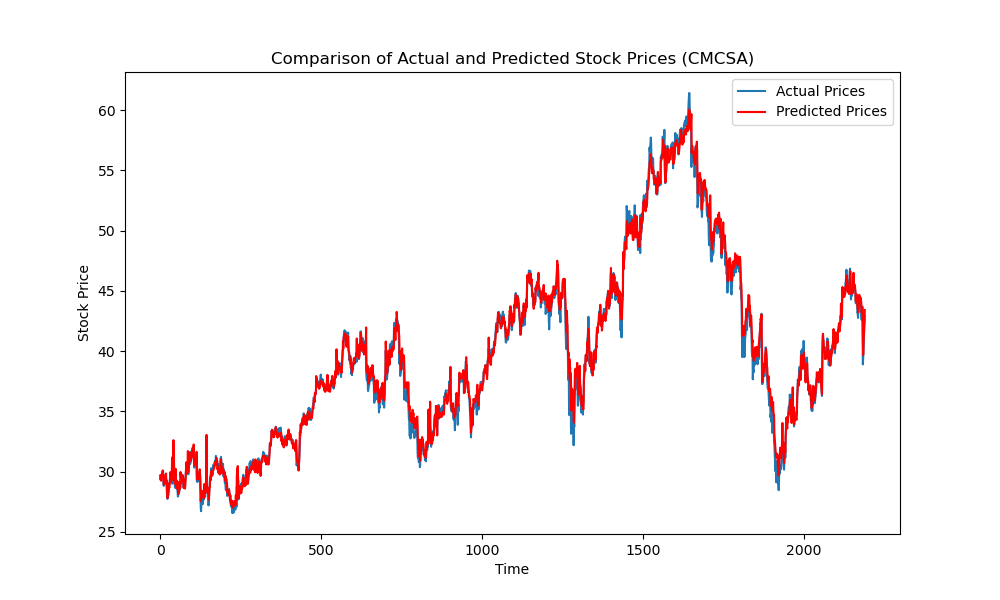 Comparison of Actual and Predicted Stock Prices (CMCSA)
Actual Prices
Predicted Prices
Stock Price
60
55
50
45
40
35
30
25
0 500 1000 1500 2000
Time